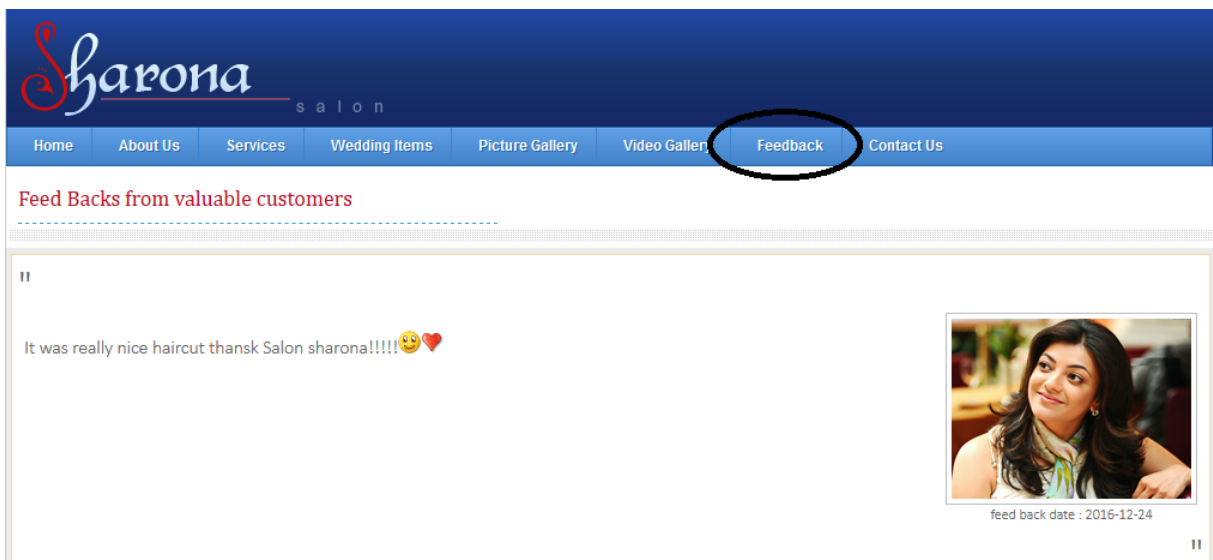 Sharona
salon
Home About Us Services Wedding Items Picture Gallery Video Gallery Feedback Contact Us
Feed Backs from valuable customers
"
It was really nice haircut thansk Salon sharona!!!!!
feed back date : 2016-12-24
"